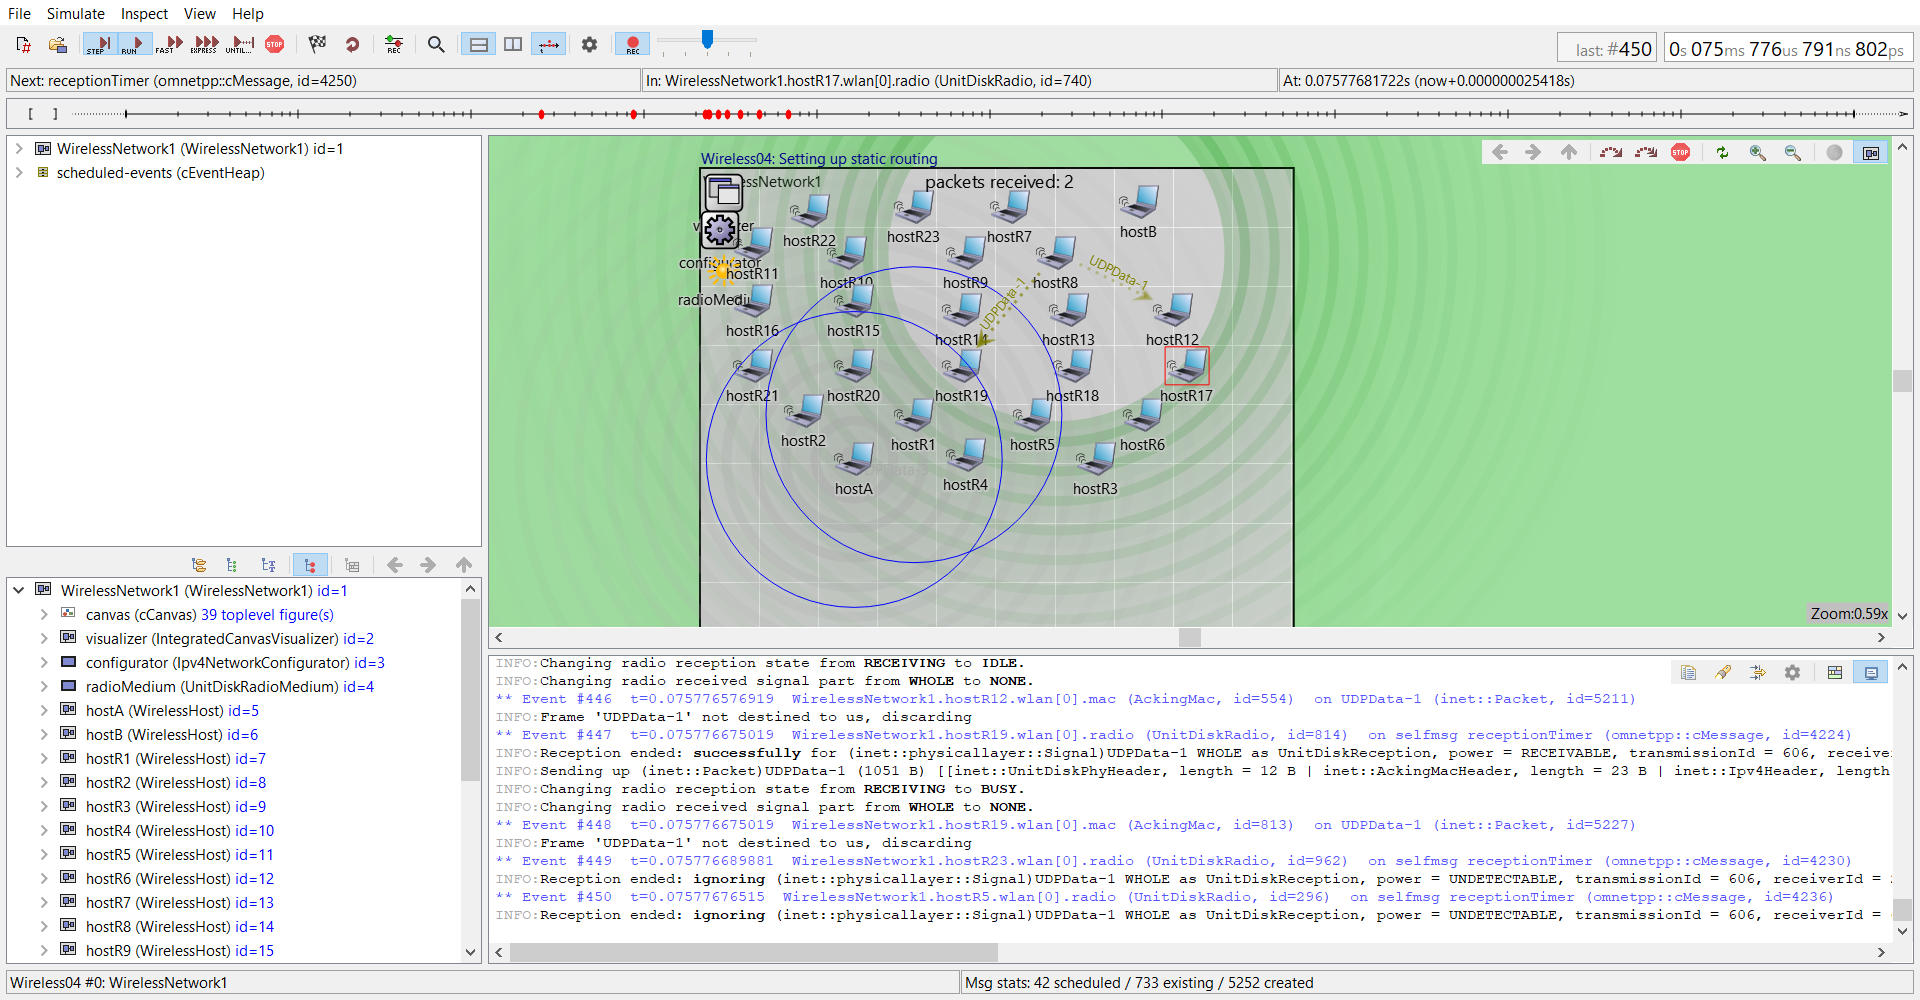 File Simulate Inspect View Help
STEP RUN FAST EXPRESS UNTIL... STOP REC REC last: #450 0s 075ms 776us 791ns 802ps
Next: receptionTimer (omnetpp::cMessage, id=4250) In: WirelessNetwork1.hostR17.wlan[0].radio (UnitDiskRadio, id=740) At: 0.07577681722s (now+0.000000025418s)
[ ]
WirelessNetwork1 (WirelessNetwork1) id=1
scheduled-events (cEventHeap)
WirelessNetwork1 (WirelessNetwork1) id=1
canvas (cCanvas) 39 toplevel figure(s)
visualizer (IntegratedCanvasVisualizer) id=2
configurator (Ipv4NetworkConfigurator) id=3
radioMedium (UnitDiskRadioMedium) id=4
hostA (WirelessHost) id=5
hostB (WirelessHost) id=6
hostR1 (WirelessHost) id=7
hostR2 (WirelessHost) id=8
hostR3 (WirelessHost) id=9
hostR4 (WirelessHost) id=10
hostR5 (WirelessHost) id=11
hostR6 (WirelessHost) id=12
hostR7 (WirelessHost) id=13
hostR8 (WirelessHost) id=14
hostR9 (WirelessHost) id=15
Wireless04: Setting up static routing
STOP
packets received: 2
hostR22 hostR23 hostR7 hostB
configurator hostR11 hostR10 hostR9 hostR8
UDPData-1 UDPData-1
hostR16 hostR15 hostR14 hostR13 hostR12
hostR21 hostR20 hostR19 hostR18 hostR17
hostR2 hostR1 hostR5 hostR6
hostA hostR4 hostR3
Zoom:0.59x
INFO:Changing radio reception state from RECEIVING to IDLE.
INFO:Changing radio received signal part from WHOLE to NONE.
** Event #446 t=0.075776576919 WirelessNetwork1.hostR12.wlan[0].mac (AckingMac, id=554) on UDPData-1 (inet::Packet, id=5211)
INFO:Frame 'UDPData-1' not destined to us, discarding
** Event #447 t=0.075776675019 WirelessNetwork1.hostR19.wlan[0].radio (UnitDiskRadio, id=814) on selfmsg receptionTimer (omnetpp::cMessage, id=4224)
INFO:Reception ended: successfully for (inet::physicallayer::Signal)UDPData-1 WHOLE as UnitDiskReception, power = RECEIVABLE, transmissionId = 606, receive
INFO:Sending up (inet::Packet)UDPData-1 (1051 B) [[inet::UnitDiskPhyHeader, length = 12 B | inet::AckingMacHeader, length = 23 B | inet::Ipv4Header, length
INFO:Changing radio reception state from RECEIVING to BUSY.
INFO:Changing radio received signal part from WHOLE to NONE.
** Event #448 t=0.075776675019 WirelessNetwork1.hostR19.wlan[0].mac (AckingMac, id=813) on UDPData-1 (inet::Packet, id=5227)
INFO:Frame 'UDPData-1' not destined to us, discarding
** Event #449 t=0.075776689881 WirelessNetwork1.hostR23.wlan[0].radio (UnitDiskRadio, id=962) on selfmsg receptionTimer (omnetpp::cMessage, id=4230)
INFO:Reception ended: ignoring (inet::physicallayer::Signal)UDPData-1 WHOLE as UnitDiskReception, power = UNDETECTABLE, transmissionId = 606, receiverId =
** Event #450 t=0.07577676515 WirelessNetwork1.hostR5.wlan[0].radio (UnitDiskRadio, id=296) on selfmsg receptionTimer (omnetpp::cMessage, id=4236)
INFO:Reception ended: ignoring (inet::physicallayer::Signal)UDPData-1 WHOLE as UnitDiskReception, power = UNDETECTABLE, transmissionId = 606, receiverId =
Wireless04 #0: WirelessNetwork1 Msg stats: 42 scheduled / 733 existing / 5252 created